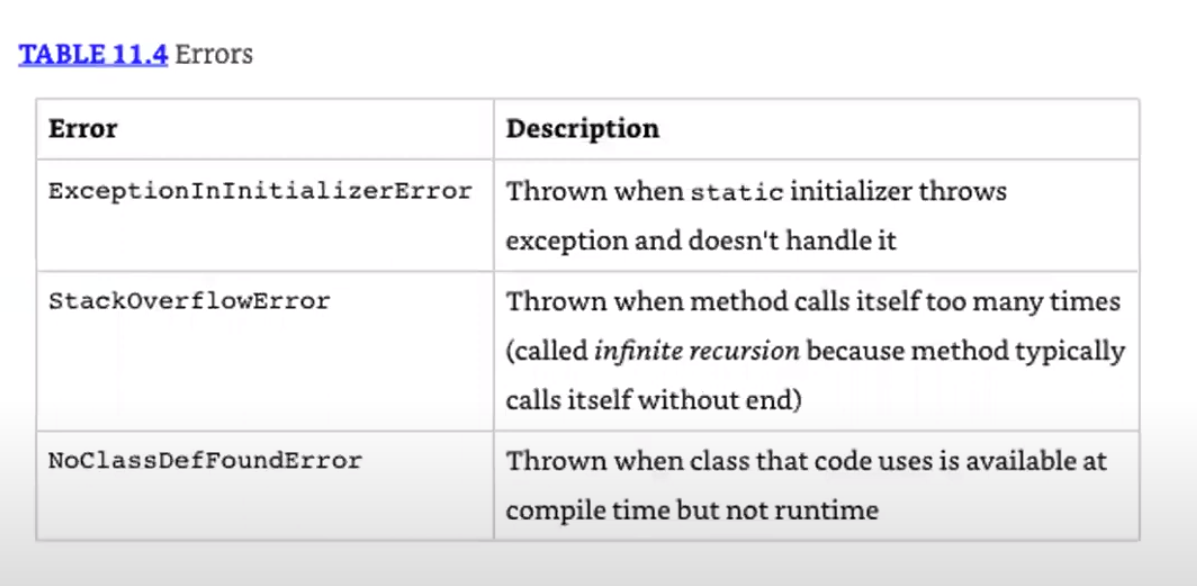 TABLE 11.4 Errors
Error Description
ExceptionInInitializerError Thrown when static initializer throws
exception and doesn't handle it
StackOverflowError Thrown when method calls itself too many times
(called infinite recursion because method typically
calls itself without end)
NoClassDefFoundError Thrown when class that code uses is available at
compile time but not runtime